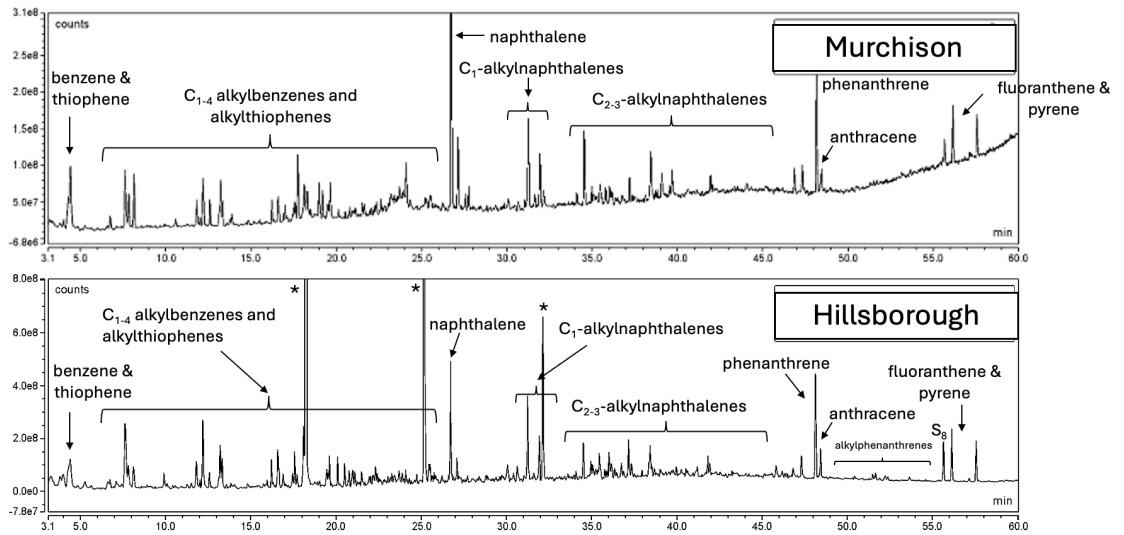 3.1e8
counts
Murchison
naphthalene
2.5e8
C1-alkylnaphthalenes
benzene &
thiophene
phenanthrene
fluoranthene &
pyrene
2.0e8
C1-4 alkylbenzenes and
alkylthiophenes
C2-3-alkylnaphthalenes
1.5e8
anthracene
1.0e8
5.0e7
min
-6.8e6
3.1 5.0 10.0 15.0 20.0 25.0 30.0 35.0 40.0 45.0 50.0 55.0 60.0
8.0e8
counts
* * *
Hillsborough
C1-4 alkylbenzenes and
alkylthiophenes
naphthalene
C1-alkylnaphthalenes
6.0e8
benzene &
thiophene
phenanthrene
fluoranthene &
pyrene
4.0e8
C2-3-alkylnaphthalenes
anthracene
S8
alkylphenanthrenes
2.0e8
0.0e0
min
-7.8e7
3.1 5.0 10.0 15.0 20.0 25.0 30.0 35.0 40.0 45.0 50.0 55.0 60.0